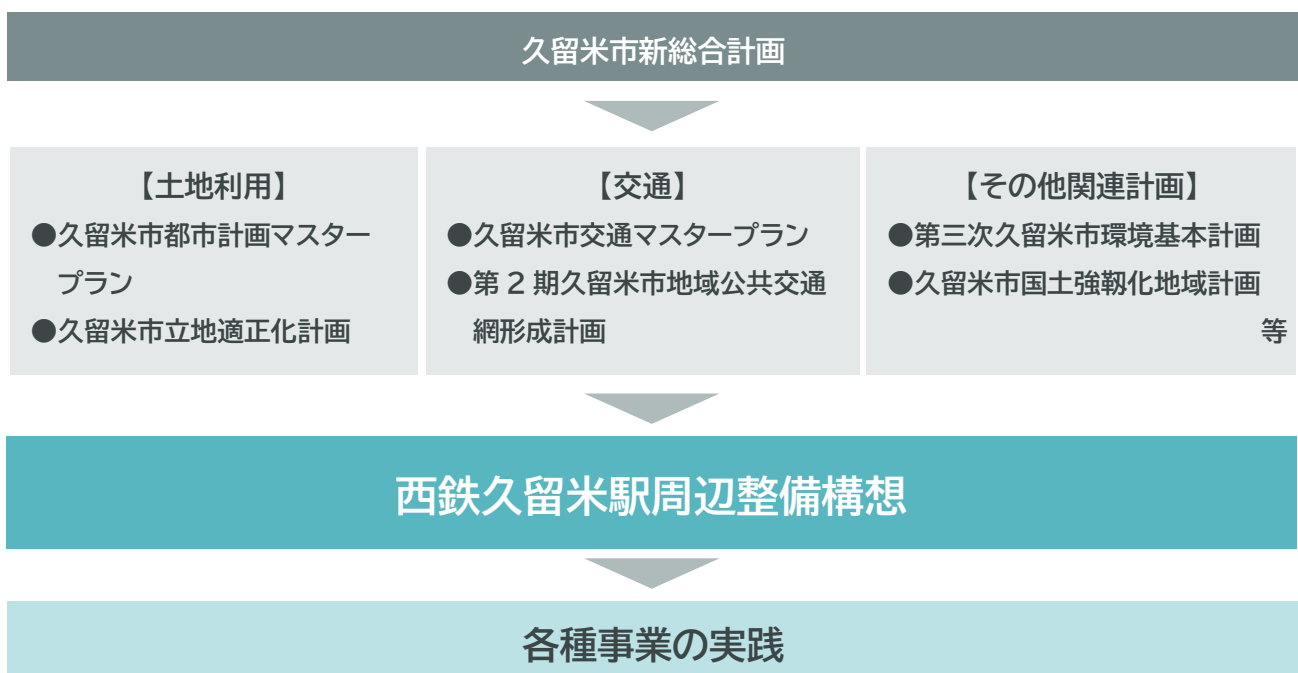 久留米市新総合計画
【土地利用】
●久留米市都市計画マスター
プラン
●久留米市立地適正化計画
【交通】
●久留米市交通マスタープラン
●第2期久留米市地域公共交通
網形成計画
【その他関連計画】
●第三次久留米市環境基本計画
●久留米市国土強靱化地域計画
等
西鉄久留米駅周辺整備構想
各種事業の実践